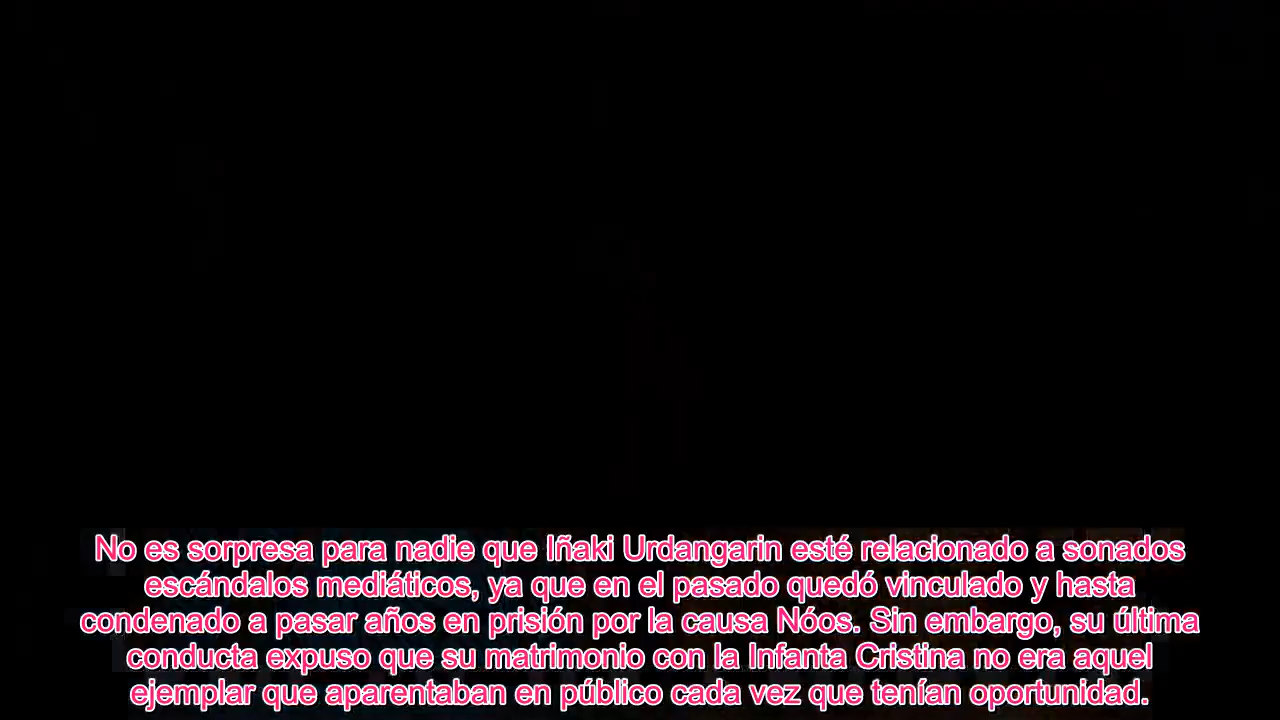 No es sorpresa para nadie que Iñaki Urdangarin esté relacionado a sonados
escándalos mediáticos, ya que en el pasado quedó vinculado y hasta
condenado a pasar años en prisión por la causa Nóos. Sin embargo, su última
conducta expuso que su matrimonio con la Infanta Cristina no era aquel
ejemplar que aparentaban en público cada vez que tenían oportunidad.